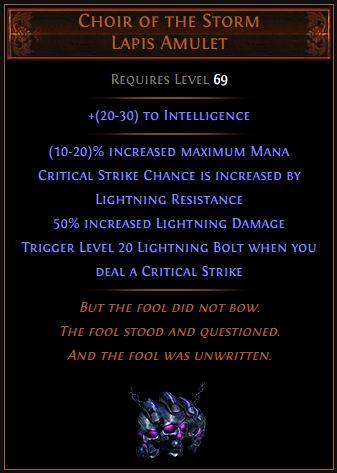 Choir of the Storm
Lapis Amulet
Requires Level 69
+(20-30) to Intelligence
(10-20)% increased maximum Mana
Critical Strike Chance is increased by
Lightning Resistance
50% increased Lightning Damage
Trigger Level 20 Lightning Bolt when you
deal a Critical Strike
But the fool did not bow.
The fool stood and questioned.
And the fool was unwritten.